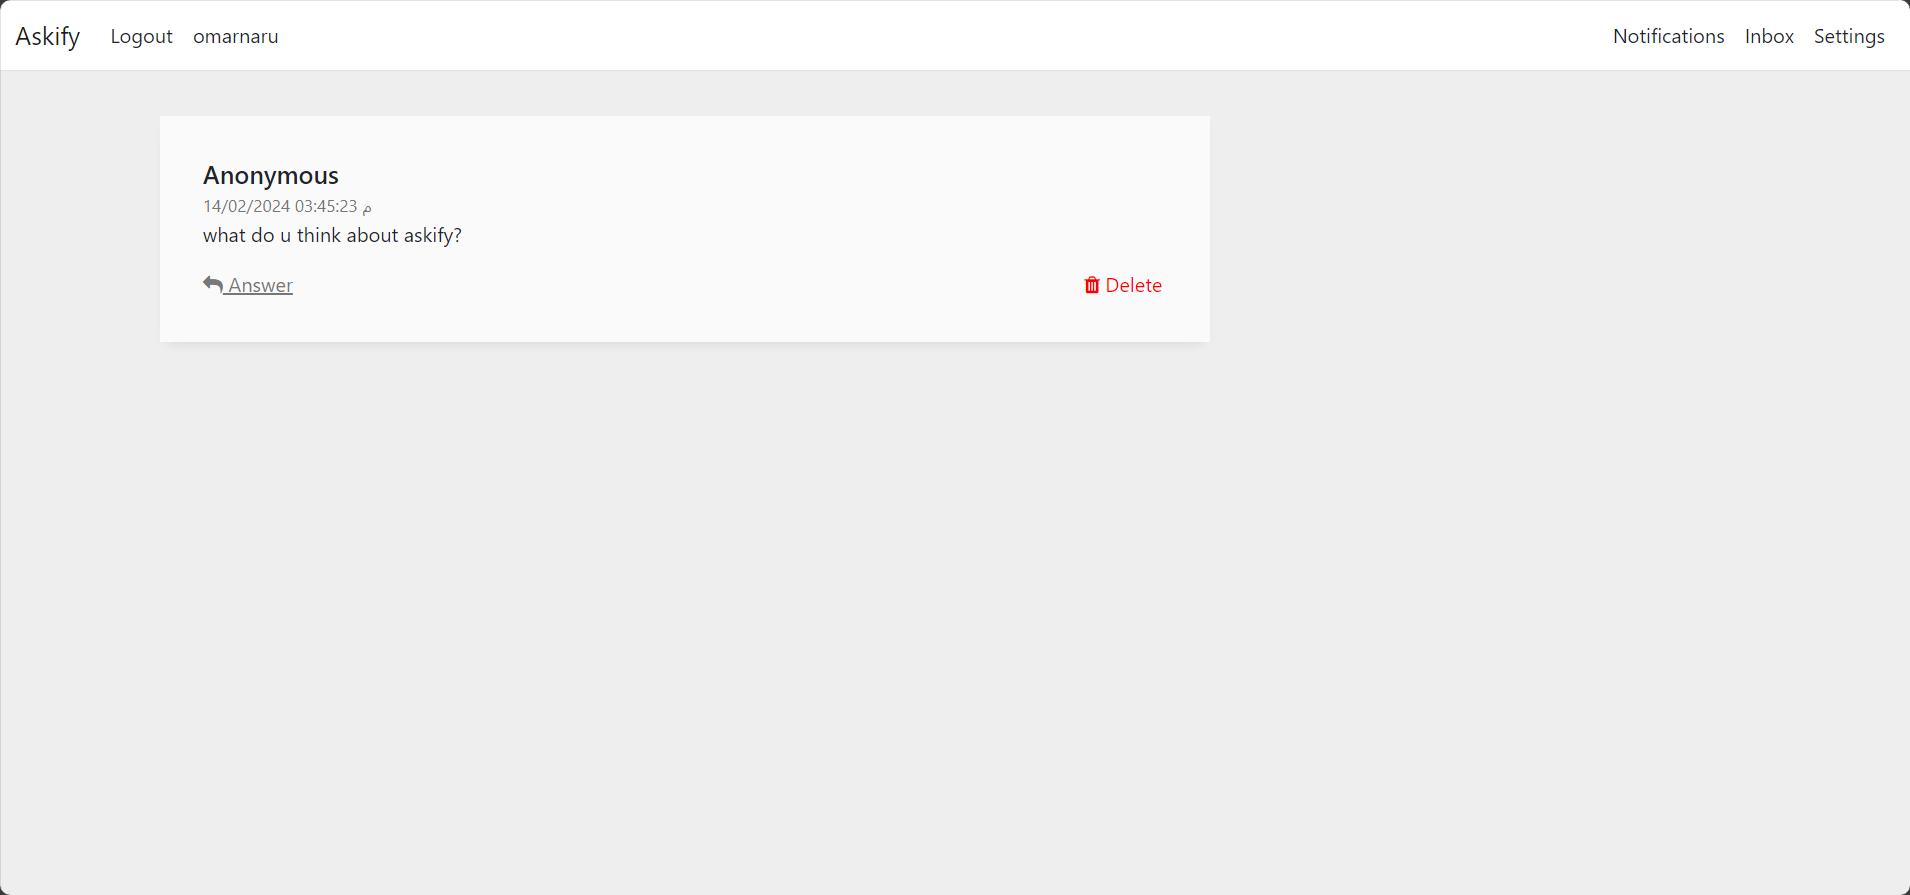 Askify Logout omarnaru Notifications Inbox Settings
Anonymous
14/02/2024 03:45:23 م
what do u think about askify?
Answer Delete